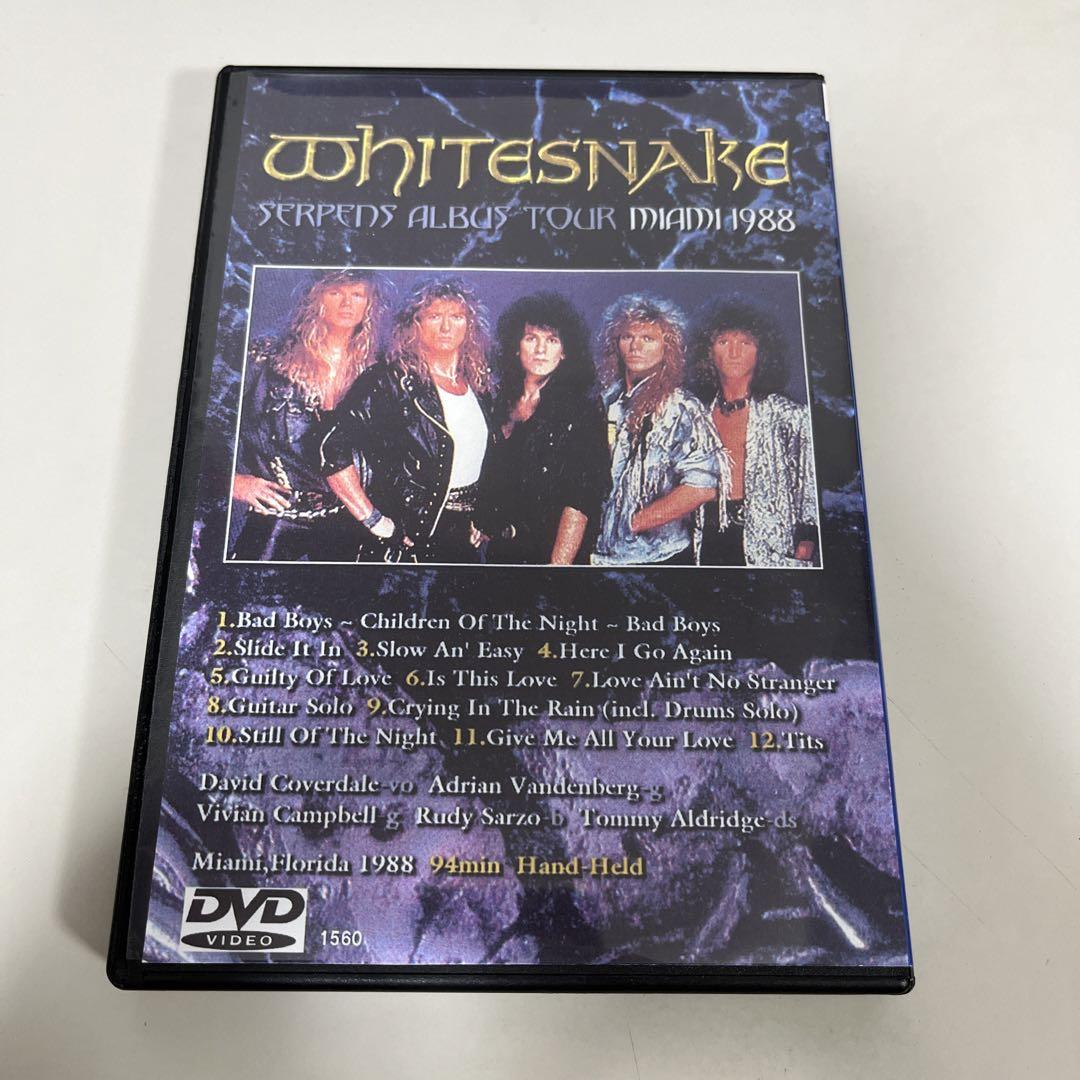 WHITESNAKE
SERPENS ALBUS TOUR MIAMI 1988
1.Bad Boys ~ Children Of The Night ~ Bad Boys
2.Slide It In 3.Slow An' Easy 4.Here I Go Again
5.Guilty Of Love 6.Is This Love 7.Love Ain't No Stranger
8.Guitar Solo 9.Crying In The Rain (incl. Drums Solo)
10.Still Of The Night 11.Give Me All Your Love 12.Tits
David Coverdale-vo Adrian Vandenberg-g
Vivian Campbell-g Rudy Sarzo-b Tommy Aldridge-ds
Miami,Florida 1988 94min Hand-Held
DVD
VIDEO
1560